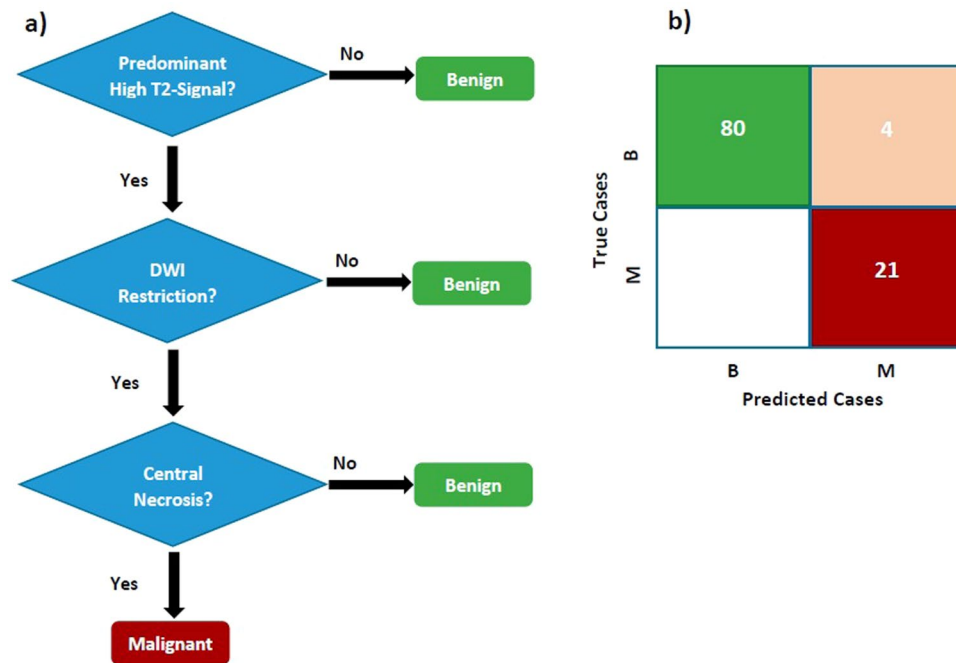 a)
Predominant
High T2-Signal?
No
Benign
Yes
DWI
Restriction?
No
Benign
Yes
Central
Necrosis?
No
Benign
Yes
Malignant
b)
True Cases
B
80
4
M
21
B
M
Predicted Cases